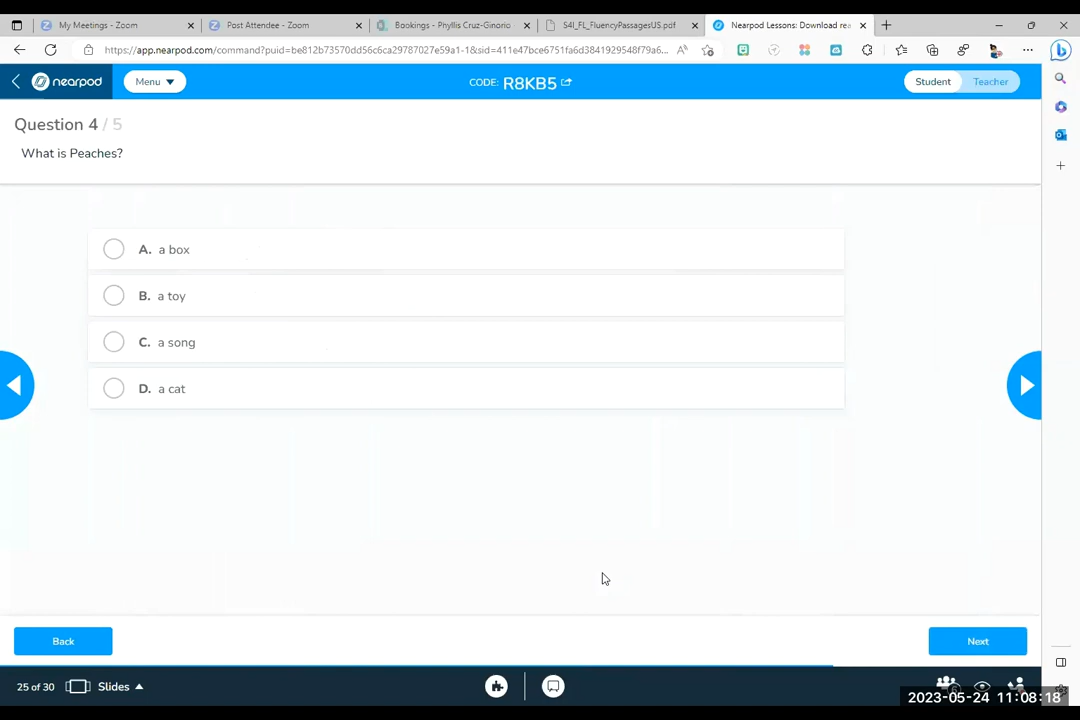 My Meetings - Zoom
Post Attendee - Zoom
Bookings - Phyllis Cruz-Ginorio
S4I_FL_FluencyPassagesUS.pdf
Nearpod Lessons: Download rea
https://app.nearpod.com/command?puid=be812b73570dd56c6ca29787027e59a1-1&sid=411e47bce6751fa6d3841929548f79a6...
nearpod
Menu
CODE: R8KB5
Student
Teacher
Question 4 / 5
What is Peaches?
A. a box
B. a toy
C. a song
D. a cat
Back
Next
25 of 30
Slides
2023-05-24 11:08:18